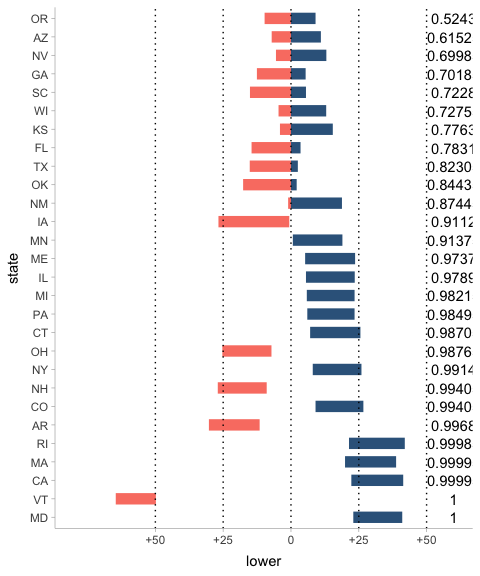 OR 0.5243
AZ 0.6152
NV 0.6998
GA 0.7018
SC 0.7228
WI 0.7275
KS 0.7763
FL 0.7831
TX 0.8230
OK 0.8443
NM 0.8744
IA 0.9112
MN 0.9137
ME 0.9737
IL 0.9789
MI 0.9821
PA 0.9849
CT 0.9870
OH 0.9876
NY 0.9914
NH 0.9940
CO 0.9940
AR 0.9968
RI 0.9998
MA 0.9999
CA 0.9999
VT 1
MD 1
state
+50 +25 0 +25 +50
lower